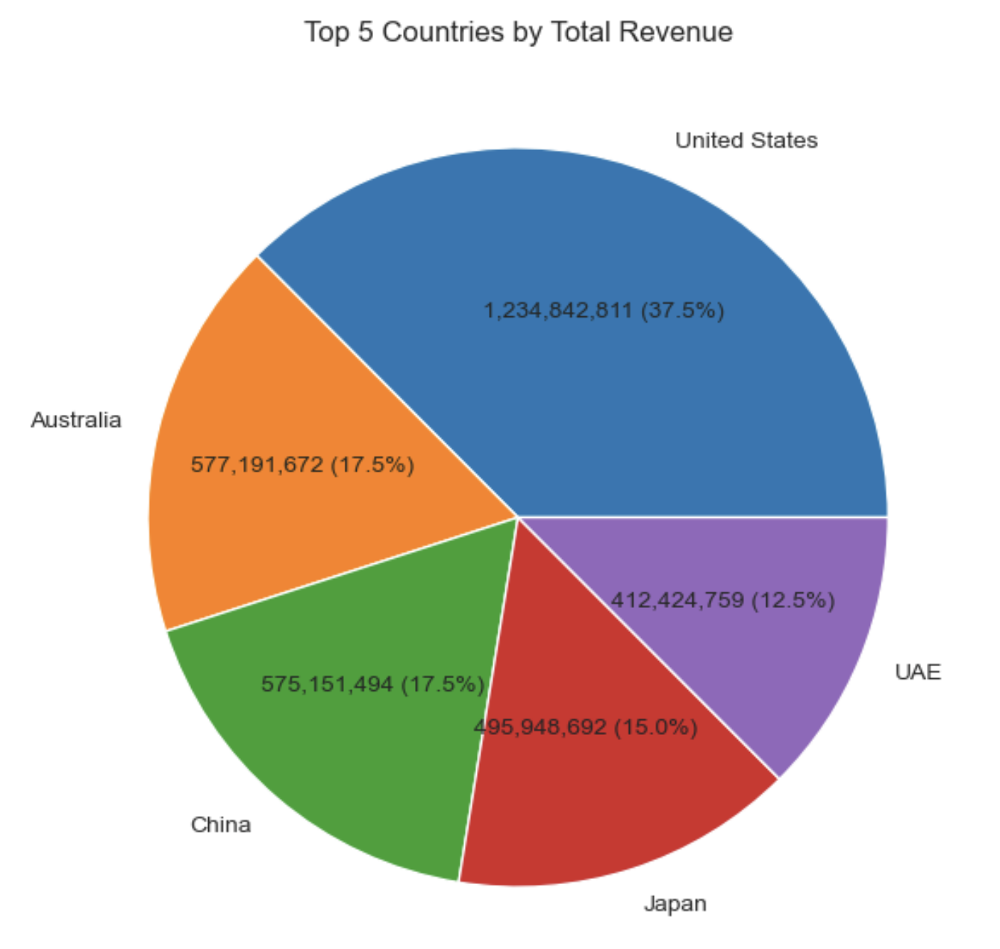 Top 5 Countries by Total Revenue
United States
1,234,842,811 (37.5%)
Australia
577,191,672 (17.5%)
412,424,759 (12.5%)
UAE
575,151,494 (17.5%)
495,948,692 (15.0%)
China
Japan